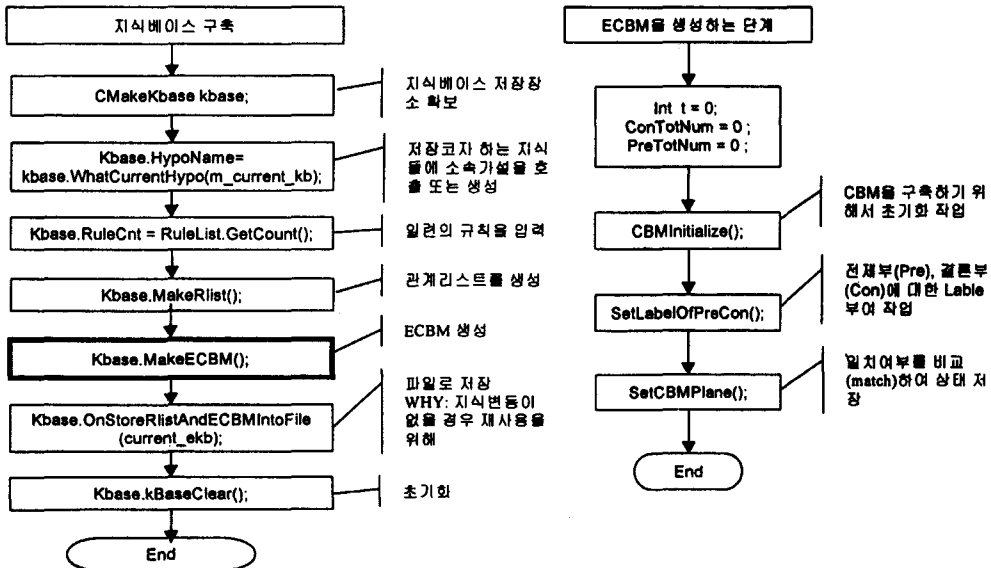 지식베이스 구축
CMakeKbase kbase;
지식베이스 저장장
소 확보
Kbase.HypoName=
kbase.WhatCurrentHypo(m_current_kb);
저장코자 하는 지식
들에 소속가설을 호
출 또는 생성
Kbase.RuleCnt = RuleList.GetCount();
일련의 규칙을 입력
Kbase.MakeRlist();
관계리스트를 생성
Kbase.MakeECBM();
ECBM 생성
Kbase.OnStoreRlistAndECBMIntoFile
(current_ekb);
파일로 저장
WHY: 지식변동이
없을 경우 재사용을
위해
Kbase.kBaseClear();
초기화
End
ECBM을 생성하는 단계
Int t = 0;
ConTotNum = 0 ;
PreTotNum = 0 ;
CBMInitialize();
CBM을 구축하기 위
해서 초기화 작업
SetLabelOfPreCon();
전제부(Pre), 결론부
(Con)에 대한 Lable
부여 작업
SetCBMPlane();
일치여부를 비교
(match)하여 상태 저
장
End